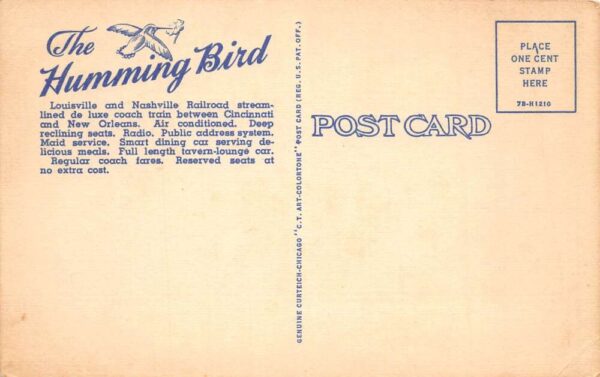 The
Humming Bird
Louisville and Nashville Railroad stream-
lined de luxe coach train between Cincinnati
and New Orleans. Air conditioned. Deep
reclining seats. Radio. Public address system.
Maid service. Smart dining car serving de-
licious meals. Full length tavern-lounge car.
Regular coach fares. Reserved seats at
no extra cost.
GENUINE CURTEICH-CHICAGO "C.T. ART-COLORTONE" POST CARD (REG. U.S. PAT. OFF.)
POST CARD
PLACE
ONE CENT
STAMP
HERE
7B-H1210